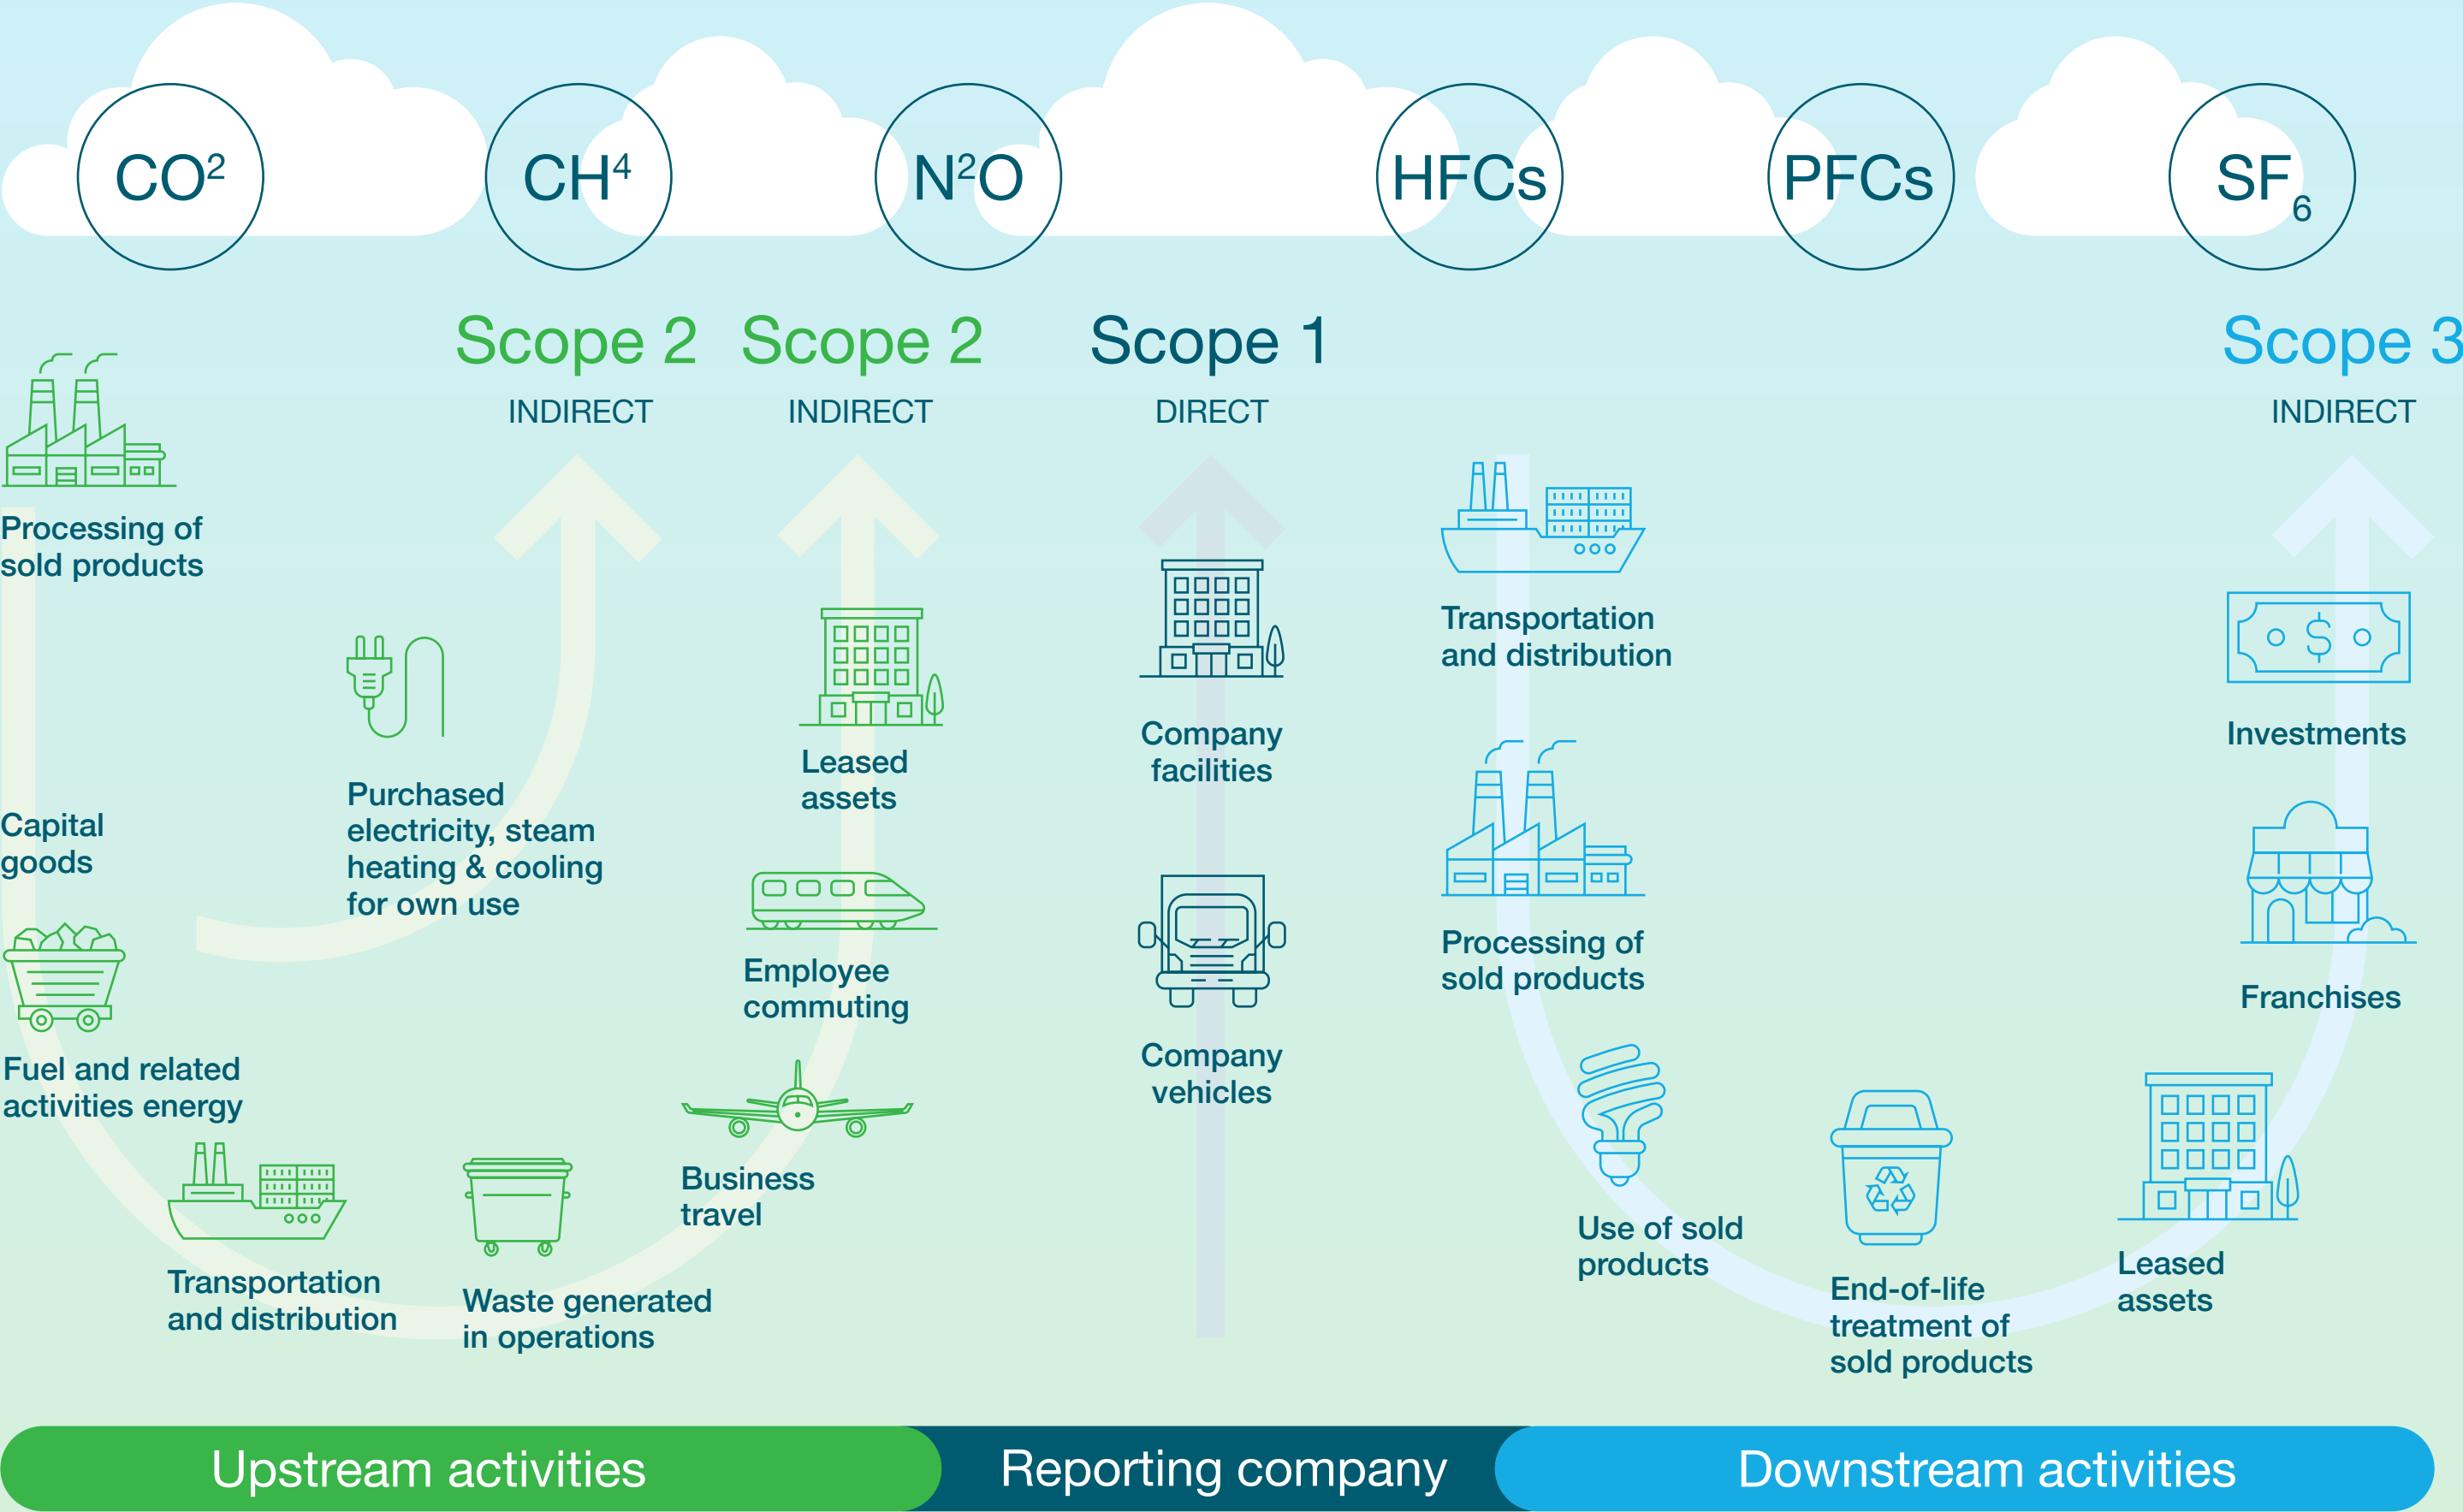 CO²
CH⁴
N²O
HFCs
PFCs
SF₆
Scope 2
INDIRECT
Scope 2
INDIRECT
Scope 1
DIRECT
Scope 3
INDIRECT
Processing of
sold products
Capital
goods
Fuel and related
activities energy
Transportation
and distribution
Waste generated
in operations
Purchased
electricity, steam
heating & cooling
for own use
Leased
assets
Employee
commuting
Business
travel
Company
facilities
Company
vehicles
Transportation
and distribution
Processing of
sold products
Use of sold
products
End-of-life
treatment of
sold products
Leased
assets
Franchises
$
Investments
Upstream activities
Reporting company
Downstream activities